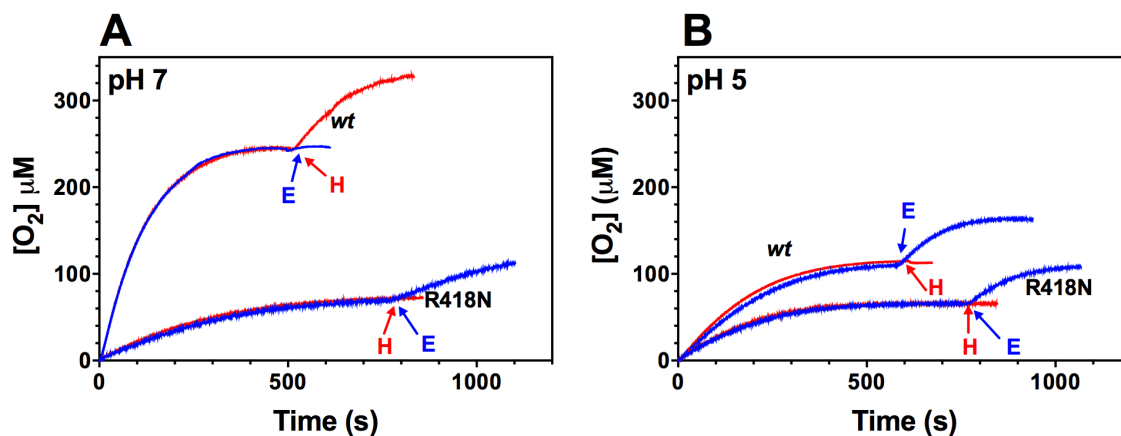 A
pH 7
300
200
100
0
[O2] µM
wt
E
H
R418N
H
E
0
500
1000
Time (s)
B
pH 5
300
200
100
0
[O2] (µM)
wt
E
H
R418N
H
E
0
500
1000
Time (s)